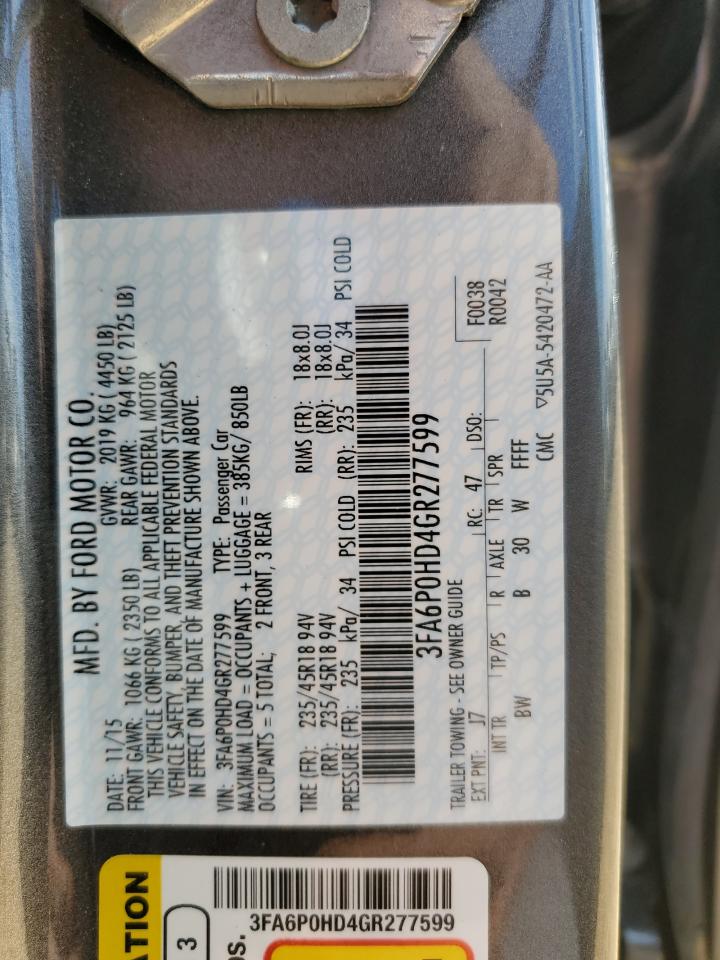 MFD. BY FORD MOTOR CO.
DATE: 11/15 GVWR: 2019 KG ( 4450 LB)
FRONT GAWR: 1066 KG ( 2350 LB) REAR GAWR: 964 KG ( 2125 LB)
THIS VEHICLE CONFORMS TO ALL APPLICABLE FEDERAL MOTOR
VEHICLE SAFETY, BUMPER, AND THEFT PREVENTION STANDARDS
IN EFFECT ON THE DATE OF MANUFACTURE SHOWN ABOVE.
VIN: 3FA6P0HD4GR277599 TYPE: Passenger Car
MAXIMUM LOAD = OCCUPANTS + LUGGAGE = 385KG/ 850LB
OCCUPANTS = 5 TOTAL; 2 FRONT, 3 REAR
TIRE (FR): 235/45R18 94V RIMS (FR): 18x8.0J
(RR): 235/45R18 94V (RR): 18x8.0J
PRESSURE (FR): 235 kPa/ 34 PSI COLD (RR): 235 kPa/ 34 PSI COLD
3FA6P0HD4GR277599
TRAILER TOWING - SEE OWNER GUIDE F0038
EXT PNT: J7 RC: 47 DSO: R0042
INT TR TP/PS R AXLE TR SPR
BW B 30 W FFFF
CMC ▽5U5A-5420472-AA
3FA6P0HD4GR277599
ATION
3